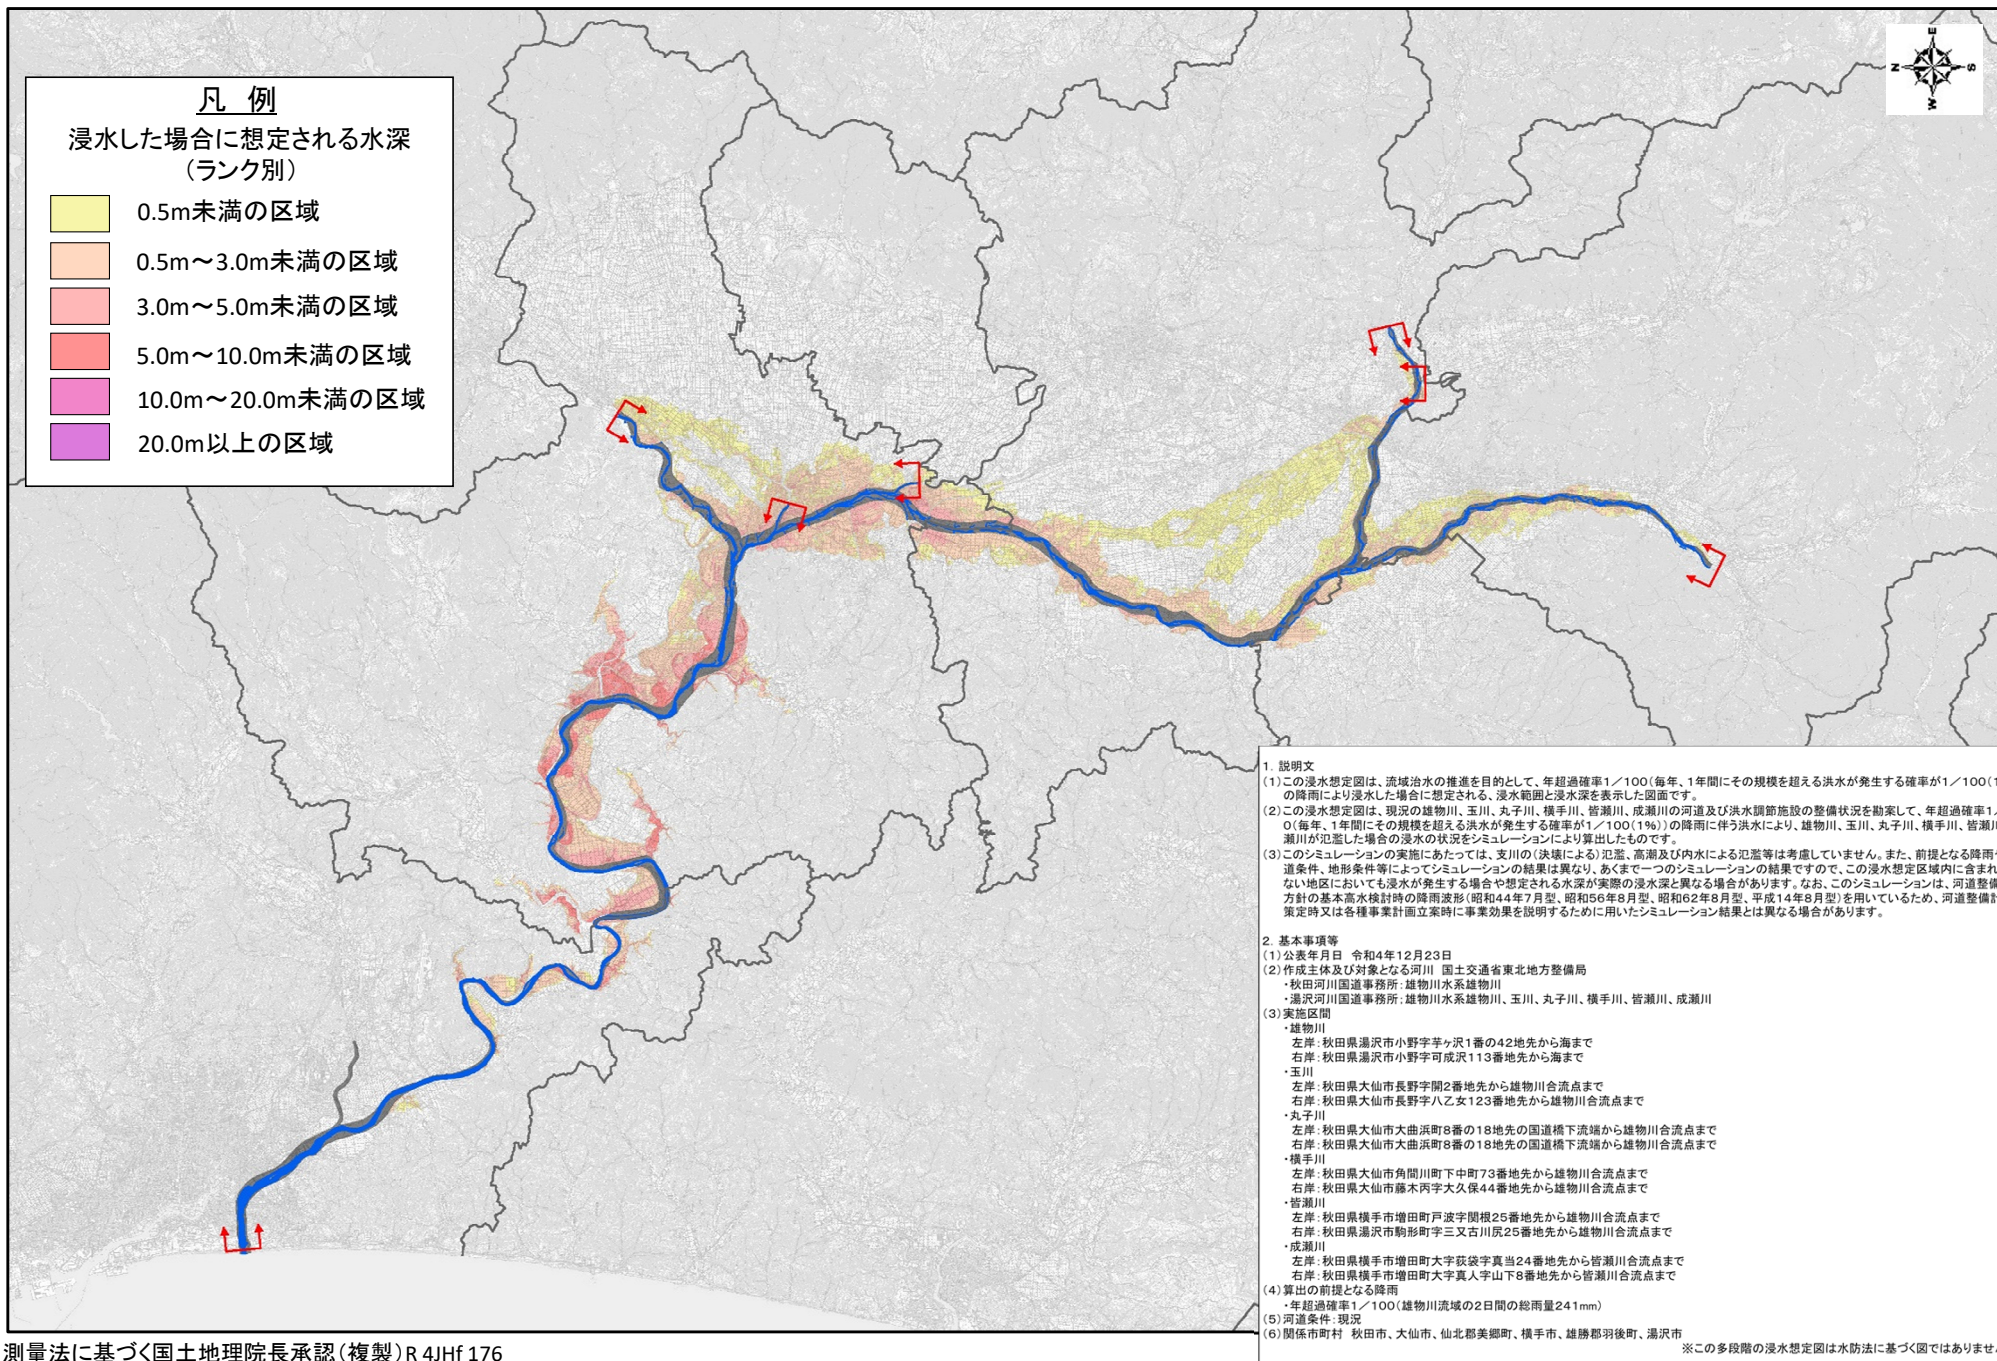 凡 例
浸水した場合に想定される水深
(ランク別)
0.5m未満の区域
0.5m～3.0m未満の区域
3.0m～5.0m未満の区域
5.0m～10.0m未満の区域
10.0m～20.0m未満の区域
20.0m以上の区域
E
N
S
W
1. 説明文
(1)この浸水想定図は、流域治水の推進を目的として、年超過確率1／100(毎年、1年間にその規模を超える洪水が発生する確率が1／100(1
の降雨により浸水した場合に想定される、浸水範囲と浸水深を表示した図面です。
(2)この浸水想定図は、現況の雄物川、玉川、丸子川、横手川、皆瀬川、成瀬川の河道及び洪水調節施設の整備状況を勘案して、年超過確率1／
0(毎年、1年間にその規模を超える洪水が発生する確率が1／100(1%))の降雨に伴う洪水により、雄物川、玉川、丸子川、横手川、皆瀬川
瀬川が氾濫した場合の浸水の状況をシミュレーションにより算出したものです。
(3)このシミュレーションの実施にあたっては、支川の(決壊による)氾濫、高潮及び内水による氾濫等は考慮していません。また、前提となる降雨
道条件、地形条件等によってシミュレーションの結果は異なり、あくまで一つのシミュレーションの結果ですので、この浸水想定区域内に含まれ
ない地区においても浸水が発生する場合や想定される水深が実際の浸水深と異なる場合があります。なお、このシミュレーションは、河道整備
方針の基本高水検討時の降雨波形(昭和44年7月型、昭和56年8月型、昭和62年8月型、平成14年8月型)を用いているため、河道整備計
策定時又は各種事業計画立案時に事業効果を説明するために用いたシミュレーション結果とは異なる場合があります。
2. 基本事項等
(1)公表年月日 令和4年12月23日
(2)作成主体及び対象となる河川 国土交通省東北地方整備局
・秋田河川国道事務所:雄物川水系雄物川
・湯沢河川国道事務所:雄物川水系雄物川、玉川、丸子川、横手川、皆瀬川、成瀬川
(3)実施区間
・雄物川
左岸:秋田県湯沢市小野字芋ヶ沢1番の42地先から海まで
右岸:秋田県湯沢市小野字可成沢113番地先から海まで
・玉川
左岸:秋田県大仙市長野字開2番地先から雄物川合流点まで
右岸:秋田県大仙市長野字八乙女123番地先から雄物川合流点まで
・丸子川
左岸:秋田県大仙市大曲浜町8番の18地先の国道橋下流端から雄物川合流点まで
右岸:秋田県大仙市大曲浜町8番の18地先の国道橋下流端から雄物川合流点まで
・横手川
左岸:秋田県大仙市角間川町下中町73番地先から雄物川合流点まで
右岸:秋田県大仙市藤木丙字大久保44番地先から雄物川合流点まで
・皆瀬川
左岸:秋田県横手市増田町戸波字関根25番地先から雄物川合流点まで
右岸:秋田県湯沢市駒形町字三又古川尻25番地先から雄物川合流点まで
・成瀬川
左岸:秋田県横手市増田町大字荻袋字真当24番地先から皆瀬川合流点まで
右岸:秋田県横手市増田町大字真人字山下8番地先から皆瀬川合流点まで
(4)算出の前提となる降雨
・年超過確率1／100(雄物川流域の2日間の総雨量241mm)
(5)河道条件:現況
(6)関係市町村 秋田市、大仙市、仙北郡美郷町、横手市、雄勝郡羽後町、湯沢市
※この多段階の浸水想定図は水防法に基づく図ではありませ
測量法に基づく国土地理院長承認(複製)R 4JHf 176